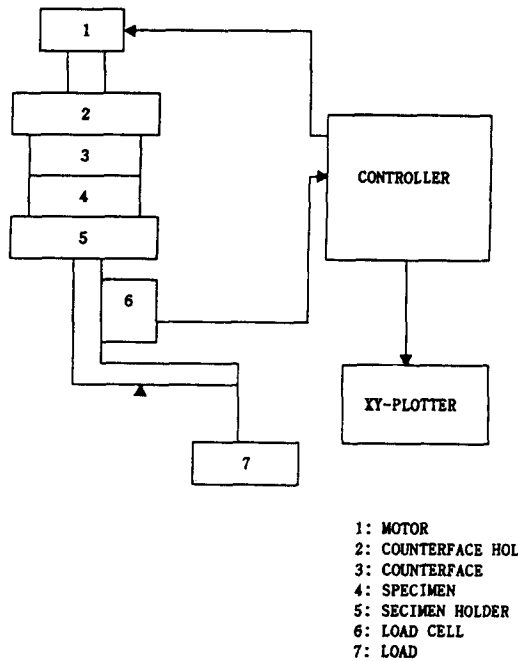 1
2
3
4
5
6
7
CONTROLLER
XY-PLOTTER
1: MOTOR
2: COUNTERFACE HOL
3: COUNTERFACE
4: SPECIMEN
5: SECIMEN HOLDER
6: LOAD CELL
7: LOAD